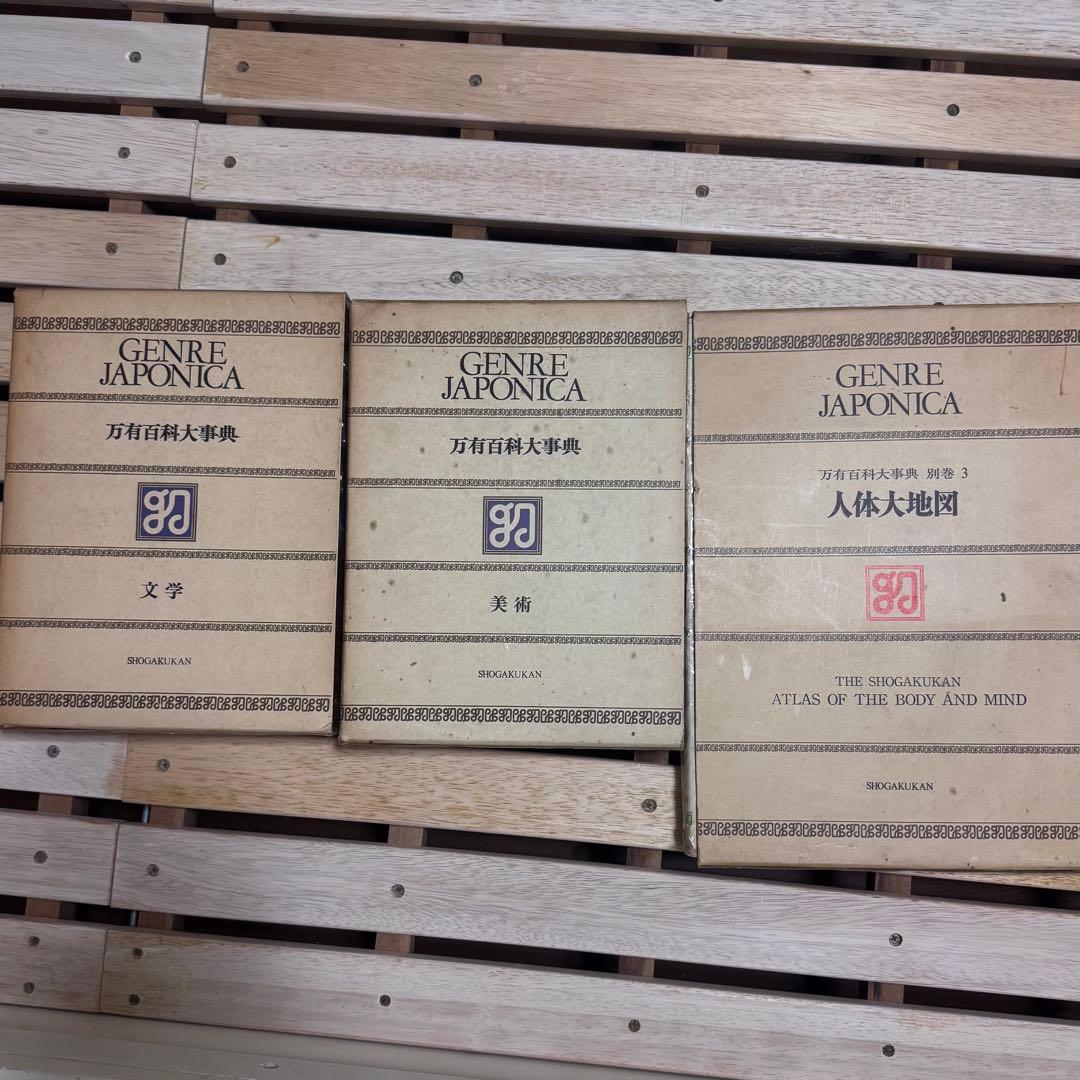 GENRE
JAPONICA
万有百科大事典
文学
SHOGAKUKAN
GENRE
JAPONICA
万有百科大事典
美術
SHOGAKUKAN
GENRE
JAPONICA
万有百科大事典 別巻 3
人体大地図
THE SHOGAKUKAN
ATLAS OF THE BODY AND MIND
SHOGAKUKAN